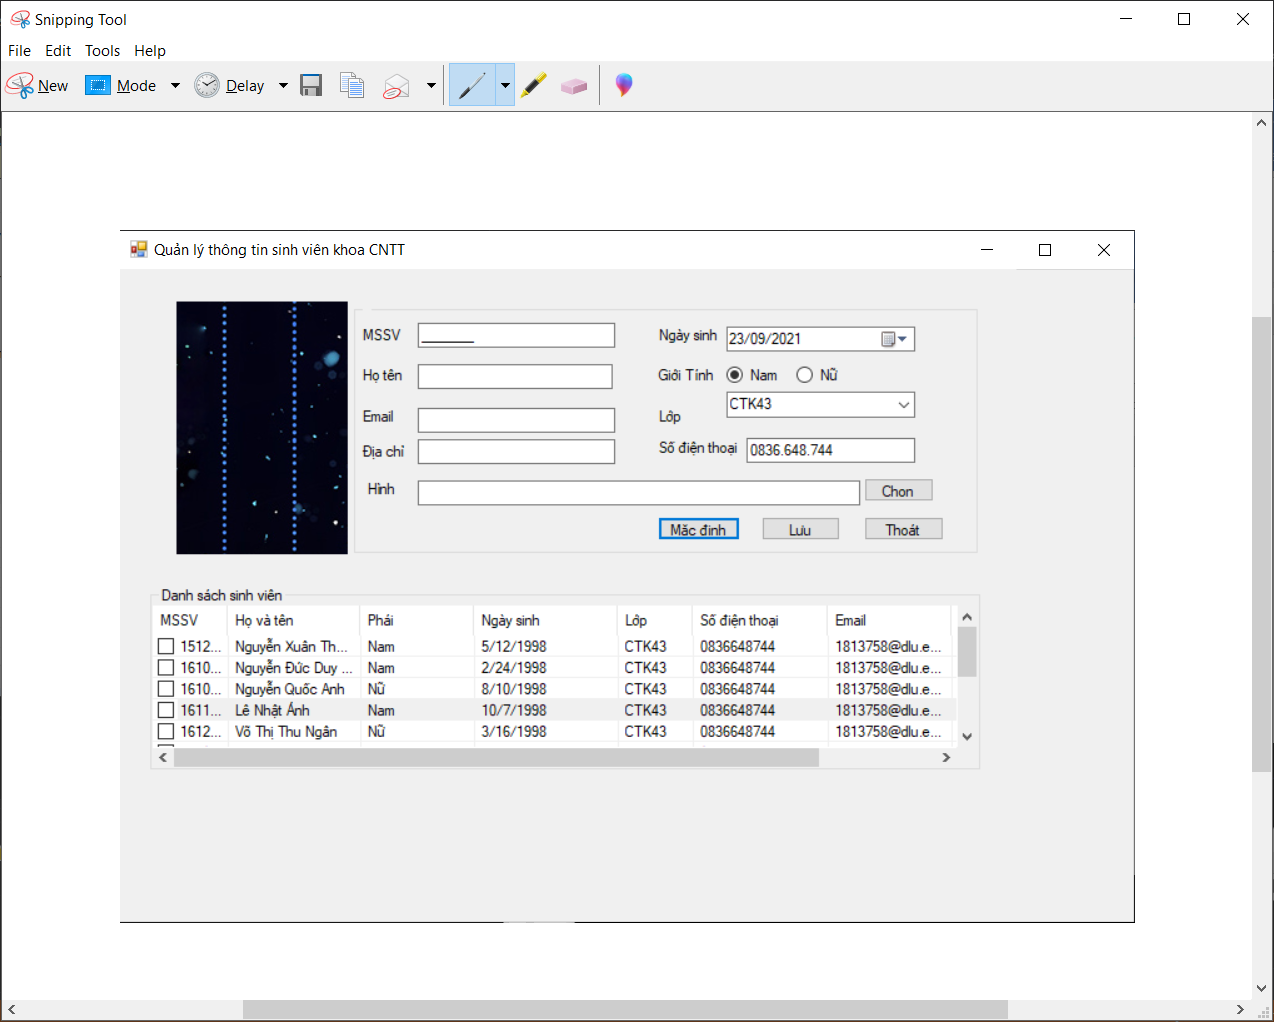 Snipping Tool
File Edit Tools Help
New Mode Delay
Quản lý thông tin sinh viên khoa CNTT
MSSV ________ Ngày sinh 23/09/2021
Họ tên Giới Tính Nam Nữ
Email Lớp CTK43
Địa chỉ Số điện thoại 0836.648.744
Hình Chọn
Mặc định Lưu Thoát
Danh sách sinh viên
MSSV Họ và tên Phái Ngày sinh Lớp Số điện thoại Email
1512... Nguyễn Xuân Th... Nam 5/12/1998 CTK43 0836648744 1813758@dlu.e...
1610... Nguyễn Đức Duy ... Nam 2/24/1998 CTK43 0836648744 1813758@dlu.e...
1610... Nguyễn Quốc Anh Nữ 8/10/1998 CTK43 0836648744 1813758@dlu.e...
1611... Lê Nhật Ánh Nam 10/7/1998 CTK43 0836648744 1813758@dlu.e...
1612... Võ Thị Thu Ngân Nữ 3/16/1998 CTK43 0836648744 1813758@dlu.e...